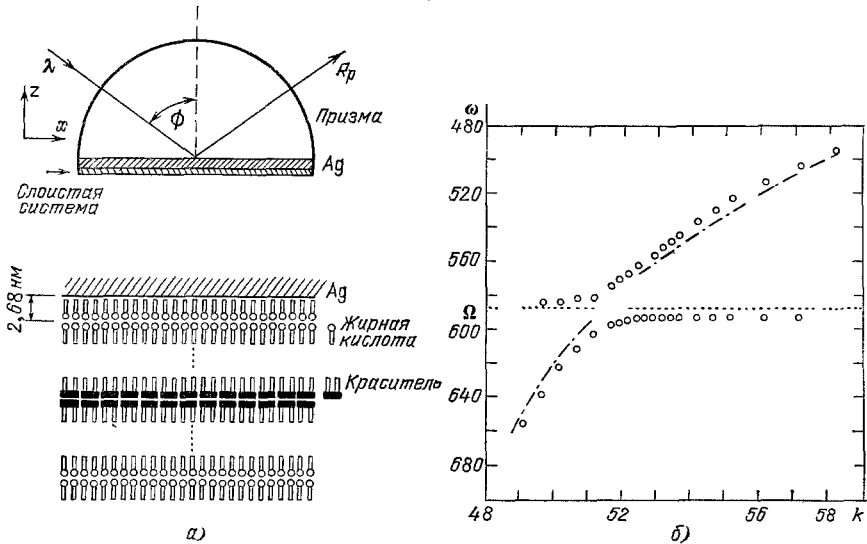 λ
Rp
z
x
ϕ
Призма
Ag
Слоистая
система
Ag
2,68 нм
Жирная
кислота
Краситель
а)
ω
480
520
560
Ω
600
640
680
48
52
56
58
k
б)